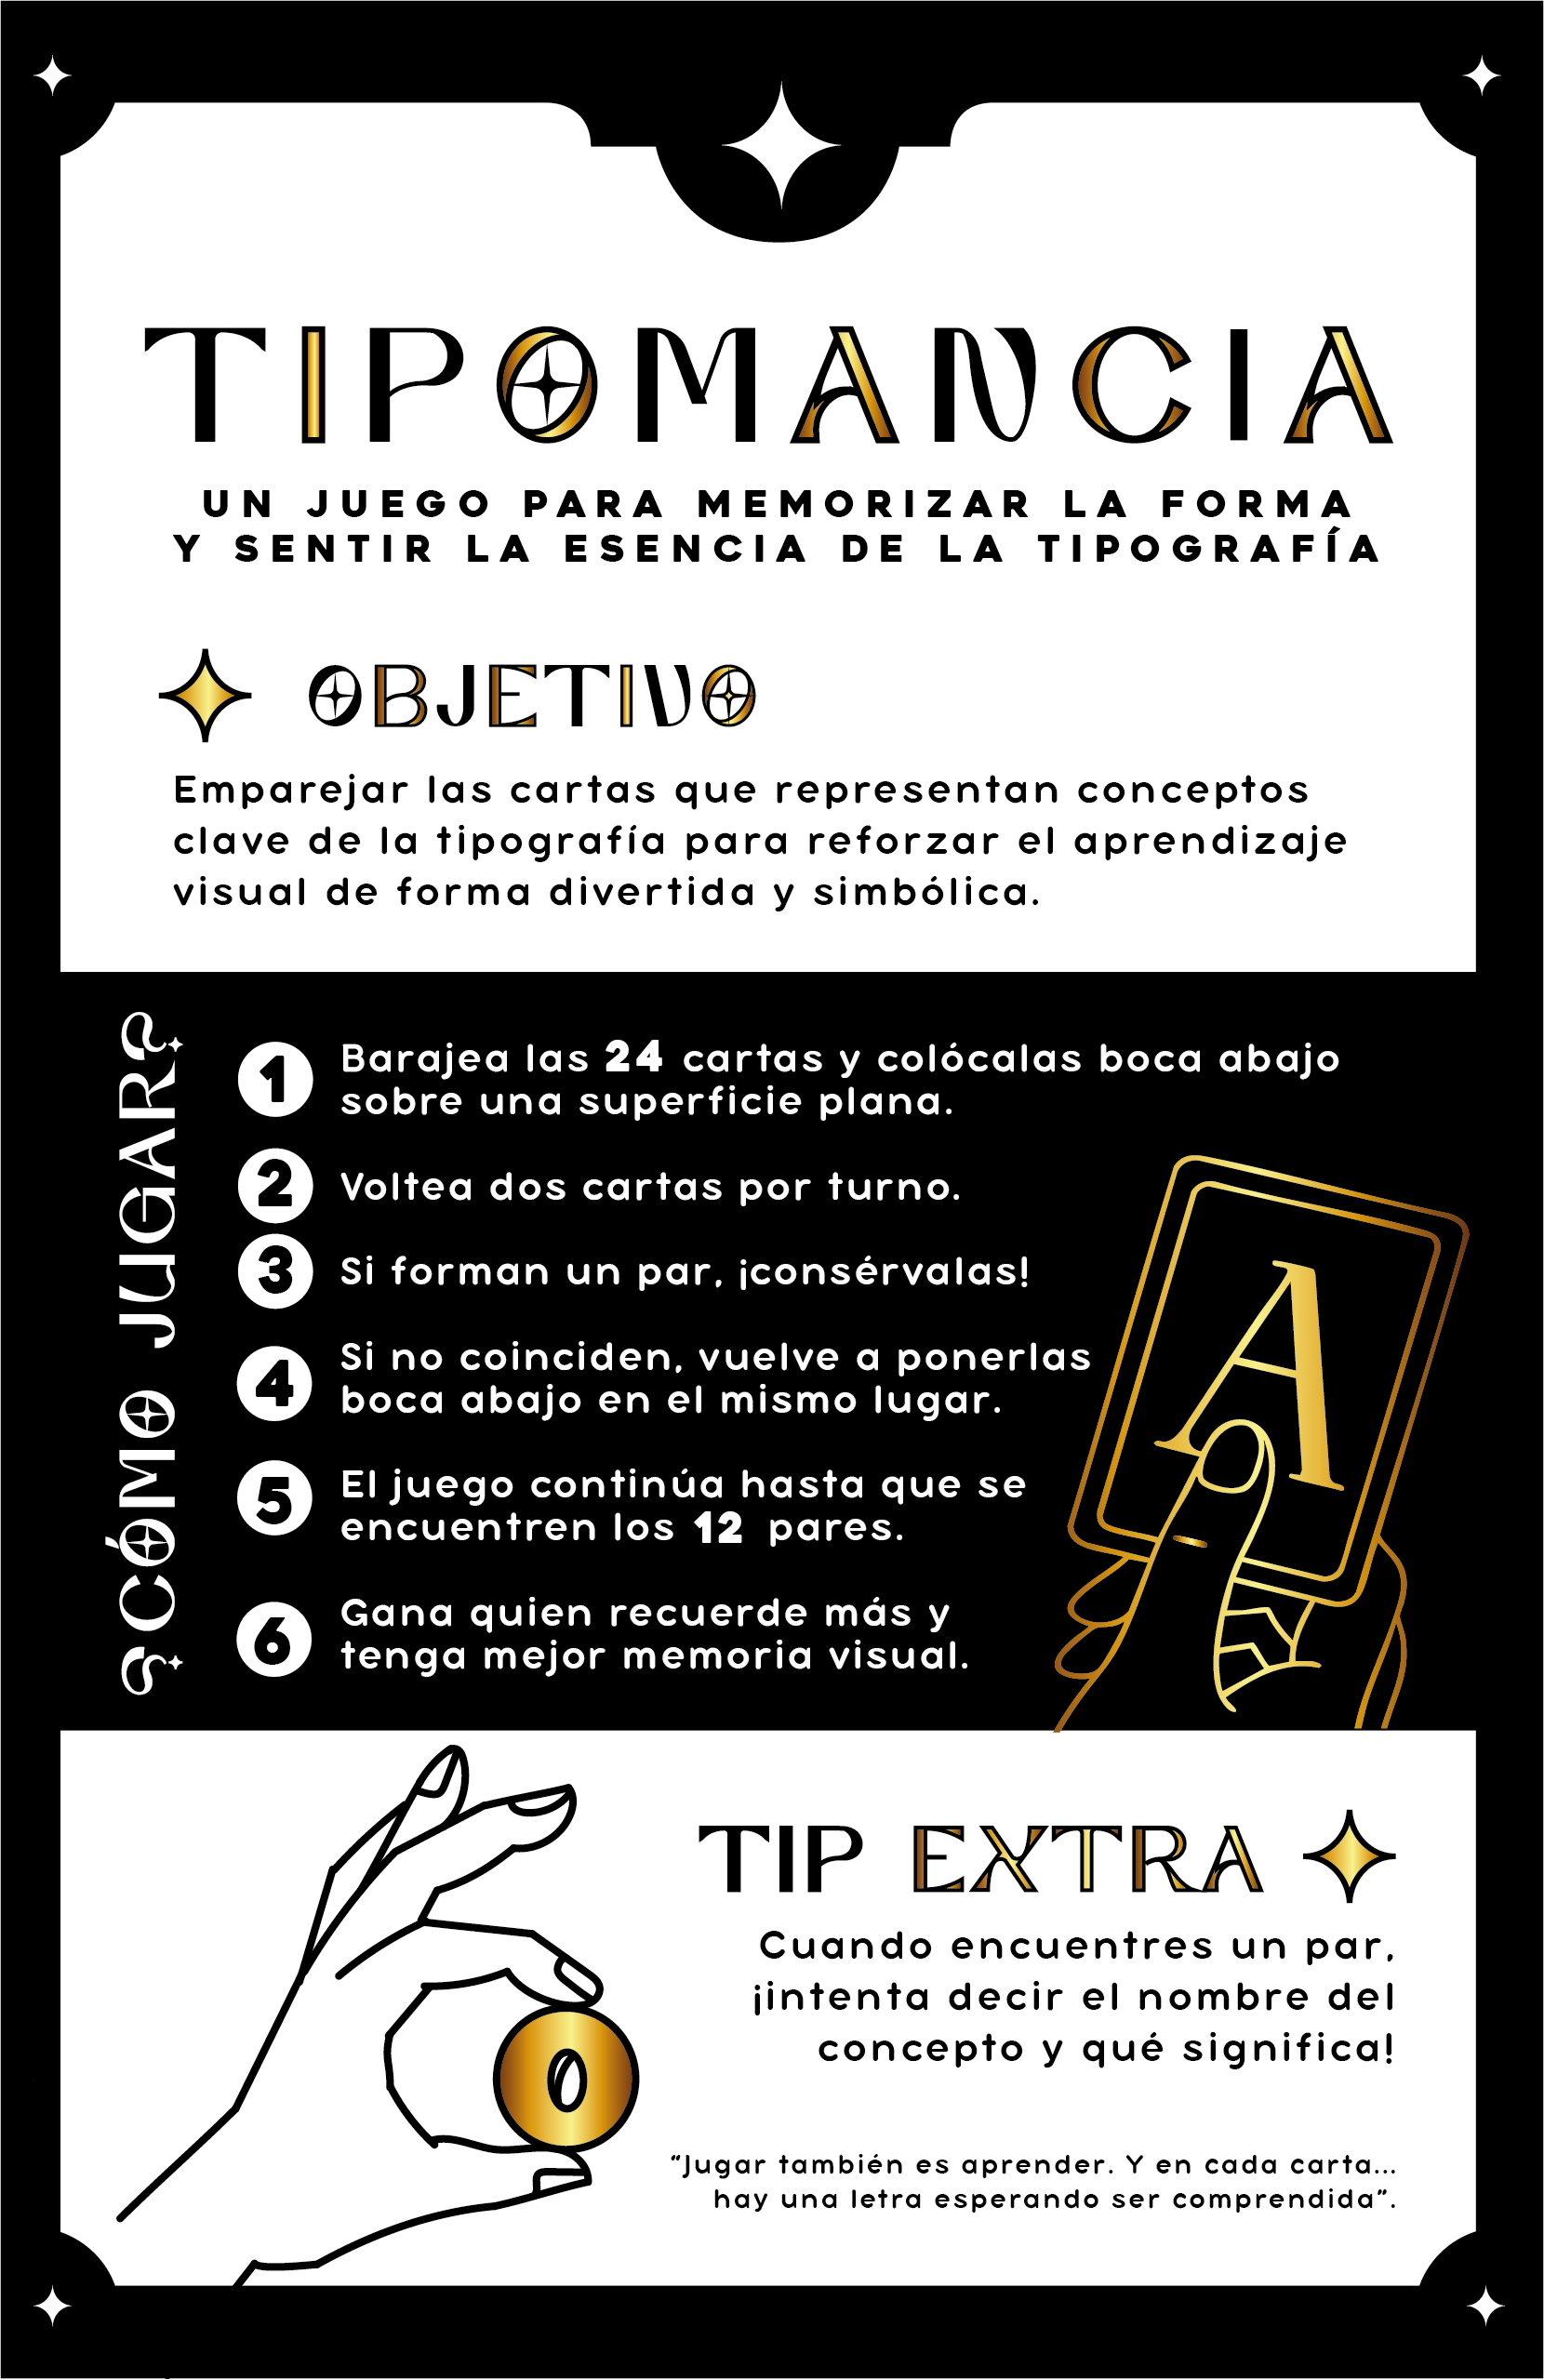 TIPOMANCIA
UN JUEGO PARA MEMORIZAR LA FORMA
Y SENTIR LA ESENCIA DE LA TIPOGRAFÍA
OBJETIVO
Emparejar las cartas que representan conceptos
clave de la tipografía para reforzar el aprendizaje
visual de forma divertida y simbólica.
¿CÓMO JUGAR?
1 Barajea las 24 cartas y colócalas boca abajo
sobre una superficie plana.
2 Voltea dos cartas por turno.
3 Si forman un par, ¡consérvalas!
4 Si no coinciden, vuelve a ponerlas
boca abajo en el mismo lugar.
5 El juego continúa hasta que se
encuentren los 12 pares.
6 Gana quien recuerde más y
tenga mejor memoria visual.
A
TIP EXTRA
Cuando encuentres un par,
¡intenta decir el nombre del
concepto y qué significa!
O
“Jugar también es aprender. Y en cada carta...
hay una letra esperando ser comprendida”.